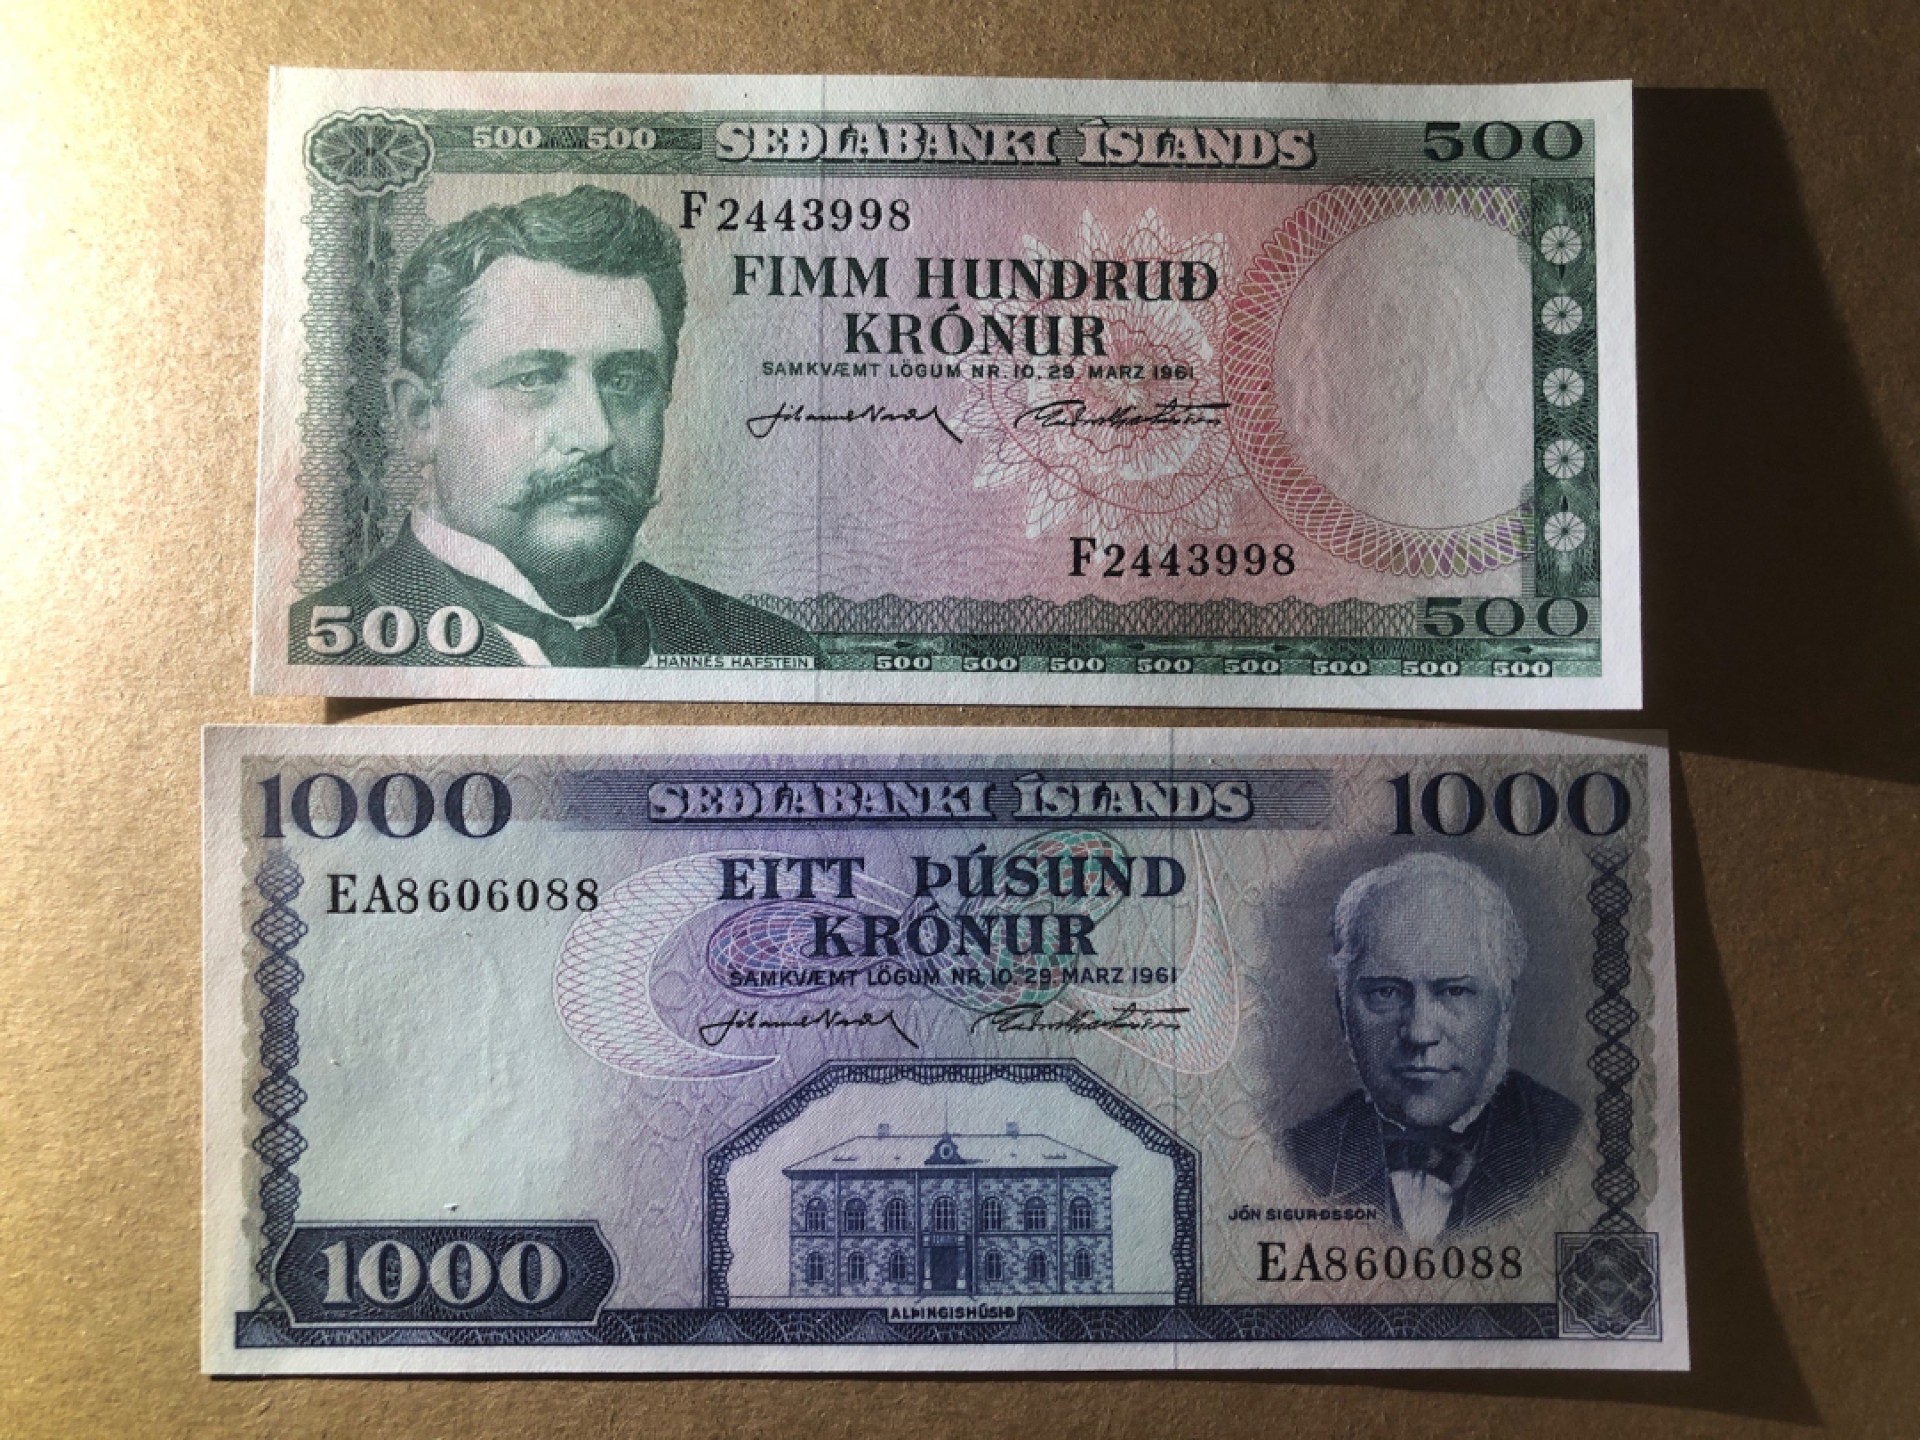 500 500 SEÐLABANKI ÍSLANDS 500
F2443998
FIMM HUNDRUÐ
KRÓNUR
SAMKVÆMT LÖGUM NR. 10, 29. MARZ 1961
F2443998
500 500
HANNES HAFSTEIN 500 500 500 500 500 500 500 500
1000 SEÐLABANKI ÍSLANDS 1000
EA8606088
EITT ÞÚSUND
KRÓNUR
SAMKVÆMT LÖGUM NR. 10, 29. MARZ 1961
JÓN SIGURÐSSON
EA8606088
1000
ALÞINGISHÚSIÐ